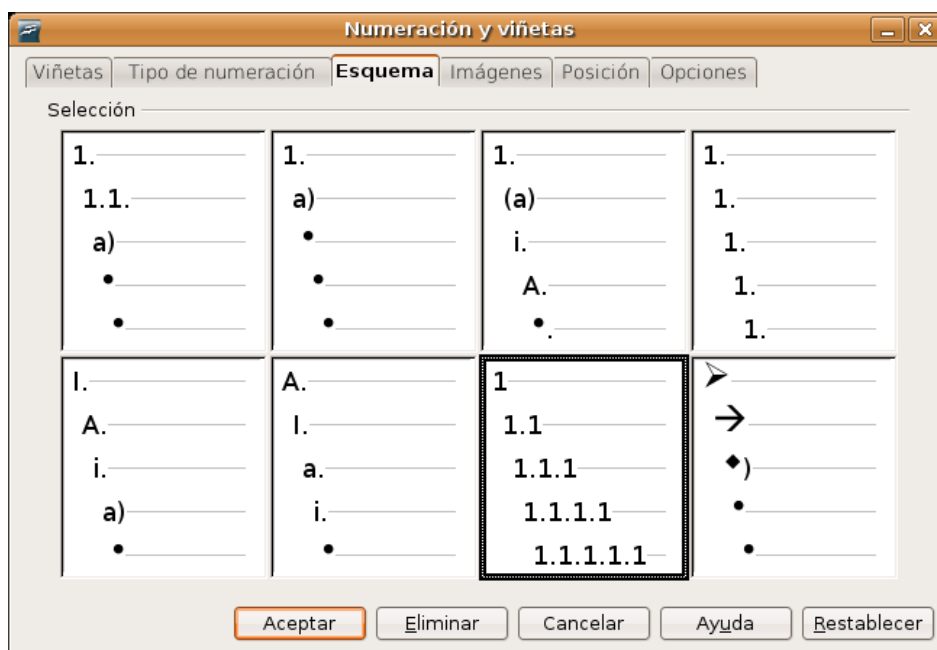 Numeración y viñetas
Viñetas Tipo de numeración Esquema Imágenes Posición Opciones
Selección
1.
1.1.
a)
•
•
1.
a)
•
•
•
1.
(a)
i.
A.
•.
1.
1.
1.
1.
1.
I.
A.
i.
a)
•
A.
I.
a.
i.
•
1
1.1
1.1.1
1.1.1.1
1.1.1.1.1
➢
→
◆)
•
•
Aceptar Eliminar Cancelar Ayuda Restablecer